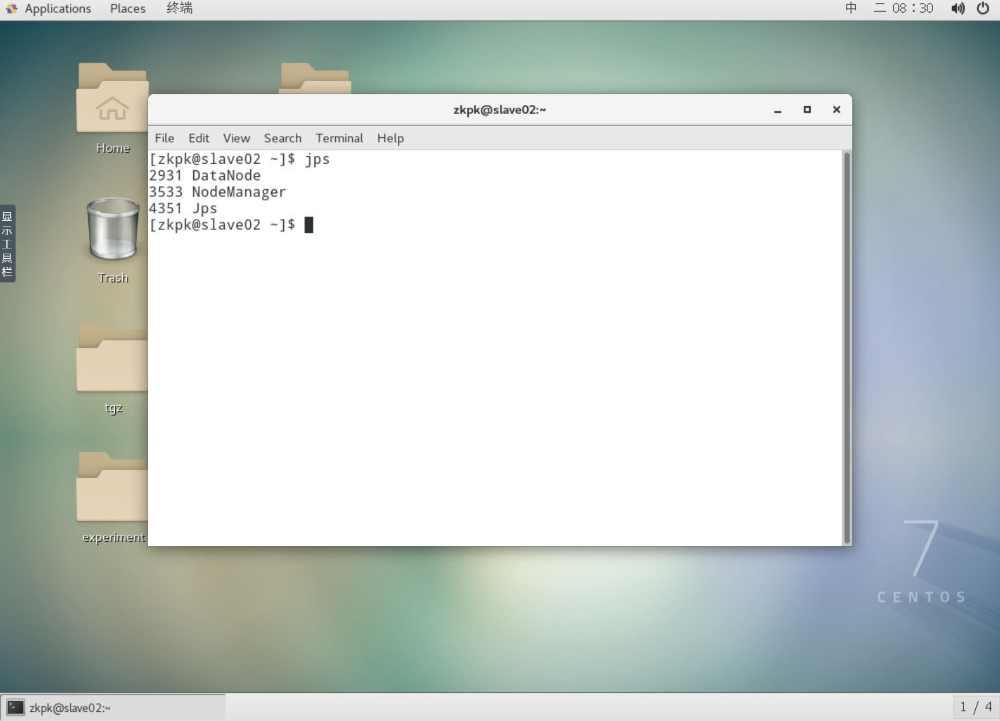 Applications Places 终端 中 二 08：30
Home
Trash
tgz
experiment
显示工具栏
zkpk@slave02:~
File Edit View Search Terminal Help
[zkpk@slave02 ~]$ jps
2931 DataNode
3533 NodeManager
4351 Jps
[zkpk@slave02 ~]$
7
CENTOS
zkpk@slave02:~ 1 / 4